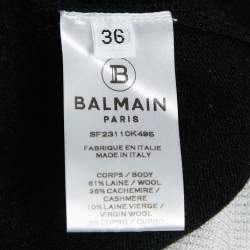 36
B
BALMAIN
PARIS
SF23110K486
FABRIQUE EN ITALIE
MADE IN ITALY
CORPS / BODY
61% LAINE / WOOL
26% CACHEMIRE /
CASHMERE
10% LAINE VIERGE /
VIRGIN WOOL